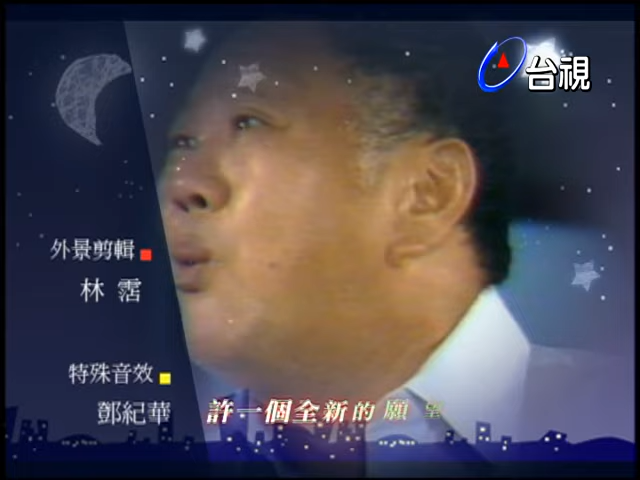 台視
外景剪輯
林霑
特殊音效
鄧紀華
許一個全新的願望